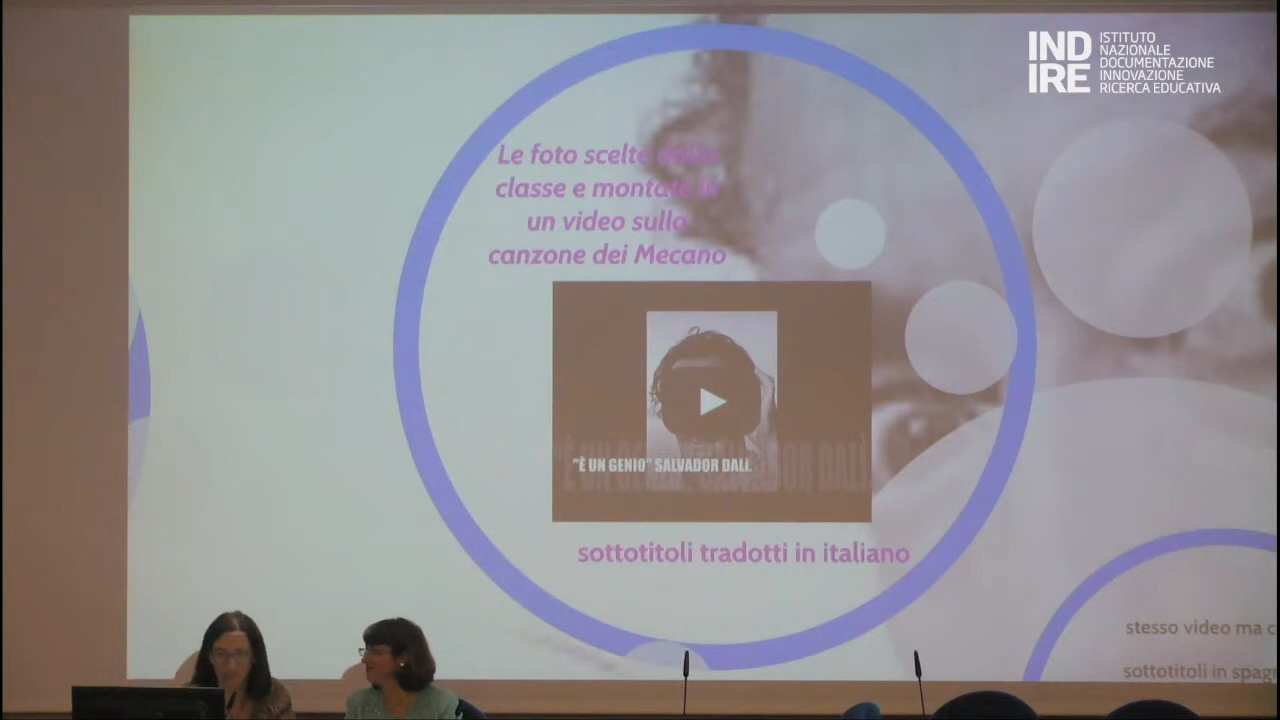 IND
IRE
ISTITUTO
NAZIONALE
DOCUMENTAZIONE
INNOVAZIONE
RICERCA EDUCATIVA
Le foto scelte dalla
classe e montate in
un video sulla
canzone dei Mecano
"È UN GENIO" SALVADOR DALÍ.
sottotitoli tradotti in italiano
stesso video ma
sottotitoli in spag